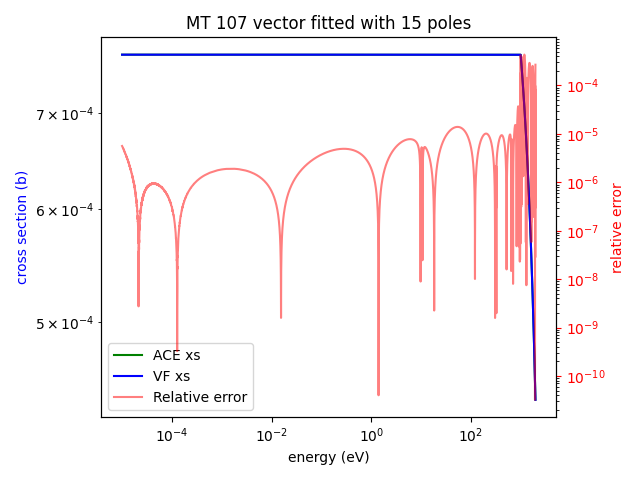 MT 107 vector fitted with 15 poles
7 × 10⁻⁴
6 × 10⁻⁴
5 × 10⁻⁴
cross section (b)
10⁻⁴
10⁻⁵
10⁻⁶
10⁻⁷
10⁻⁸
10⁻⁹
10⁻¹⁰
relative error
ACE xs
VF xs
Relative error
10⁻⁴ 10⁻² 10⁰ 10²
energy (eV)